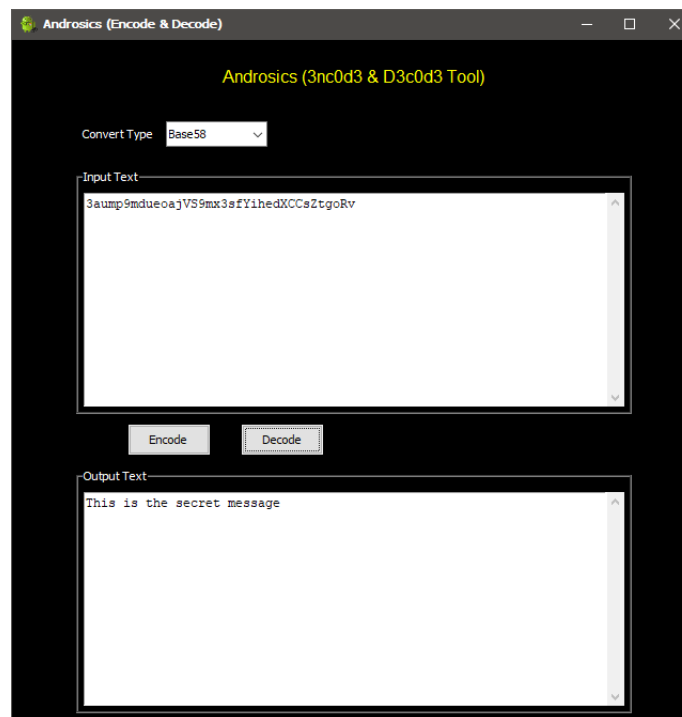 Androsics (Encode & Decode)
Androsics (3nc0d3 & D3c0d3 Tool)
Convert Type Base58
Input Text
3aump9mdueoajVS9mx3sfYihedXCCsZtgoRv
Encode Decode
Output Text
This is the secret message